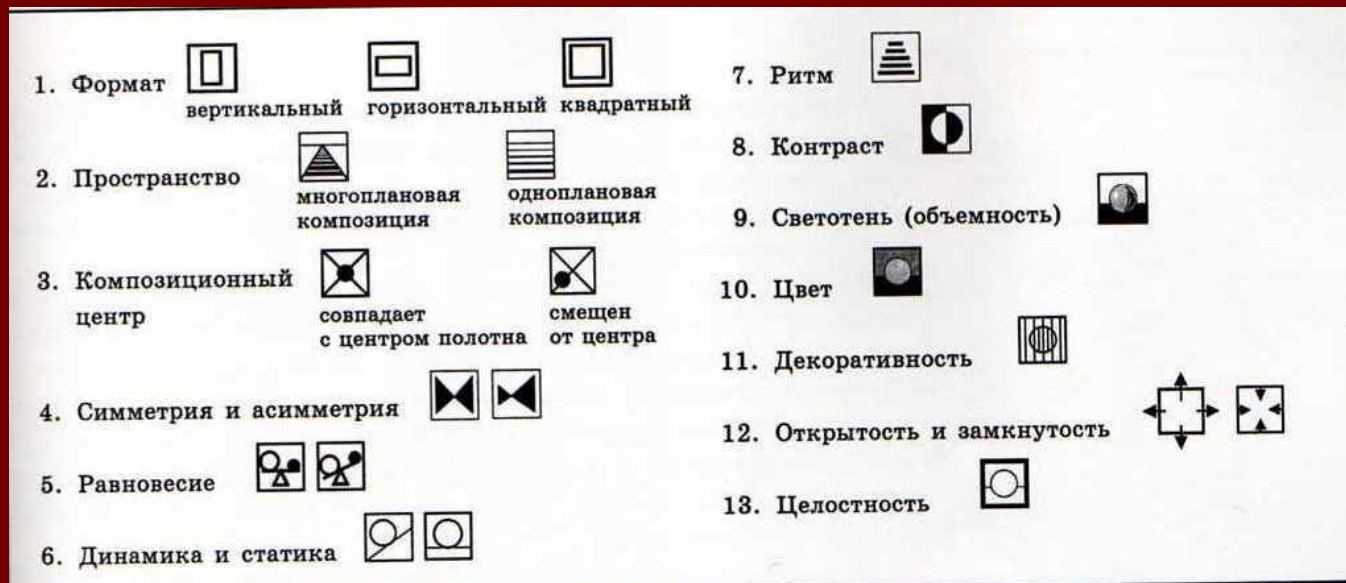 1. Формат
вертикальный горизонтальный квадратный
2. Пространство
многоплановая композиция
одноплановая композиция
3. Композиционный центр
совпадает с центром полотна
смещен от центра
4. Симметрия и асимметрия
5. Равновесие
6. Динамика и статика
7. Ритм
8. Контраст
9. Светотень (объемность)
10. Цвет
11. Декоративность
12. Открытость и замкнутость
13. Целостность